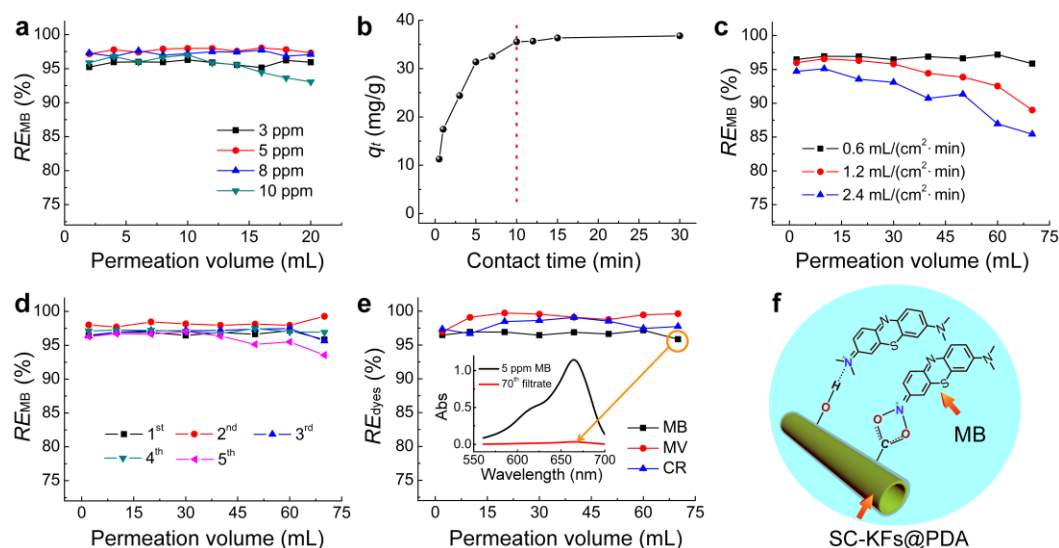 a
RE_MB (%)
100
95
90
85
80
75
3 ppm
5 ppm
8 ppm
10 ppm
0 5 10 15 20
Permeation volume (mL)
b
q_t (mg/g)
40
30
20
10
0
0 5 10 15 20 25 30
Contact time (min)
c
RE_MB (%)
100
95
90
85
80
75
0.6 mL/(cm²· min)
1.2 mL/(cm²· min)
2.4 mL/(cm²· min)
0 15 30 45 60 75
Permeation volume (mL)
d
RE_MB (%)
100
95
90
85
80
75
1st 2nd 3rd
4th 5th
0 15 30 45 60 75
Permeation volume (mL)
e
RE_dyes (%)
100
95
90
85
80
75
5 ppm MB
70th filtrate
Abs
1.0
0.5
0.0
560 600 650 700
Wavelength (nm)
MB
MV
CR
0 15 30 45 60 75
Permeation volume (mL)
f
N
N
S
N
H
O
N
N
S
N
O
O
C
MB
SC-KFs@PDA